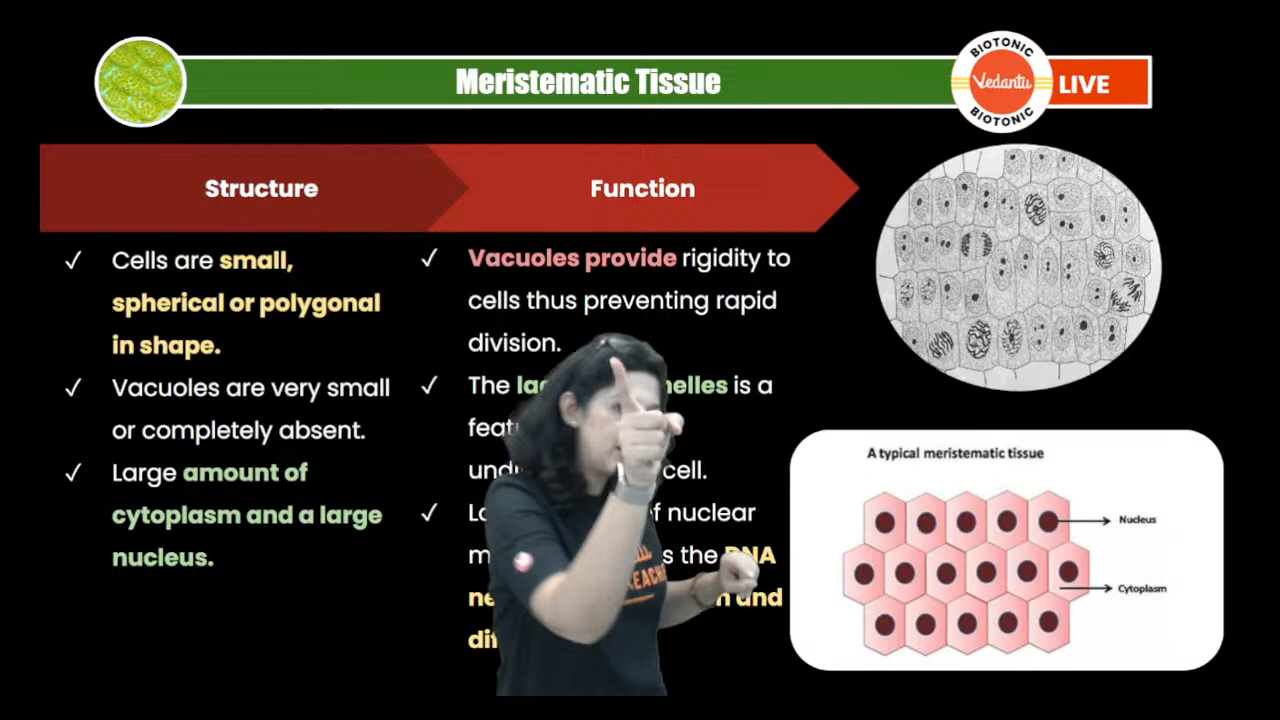 Meristematic Tissue
BIOTONIC
Vedantu
BIOTONIC
LIVE
Structure
Function
✓ Cells are small,
spherical or polygonal
in shape.
✓ Vacuoles are very small
or completely absent.
✓ Large amount of
cytoplasm and a large
nucleus.
✓ Vacuoles provide rigidity to
cells thus preventing rapid
division.
✓ The is a
cell.
✓ nuclear
the DNA
and
A typical meristematic tissue
Nucleus
Cytoplasm